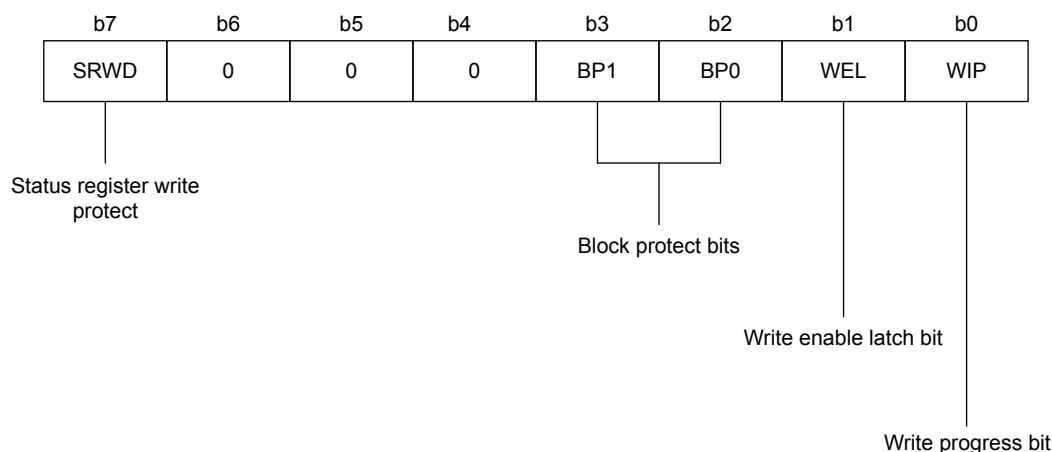 b7 b6 b5 b4 b3 b2 b1 b0
SRWD 0 0 0 BP1 BP0 WEL WIP
Status register write
protect
Block protect bits
Write enable latch bit
Write progress bit